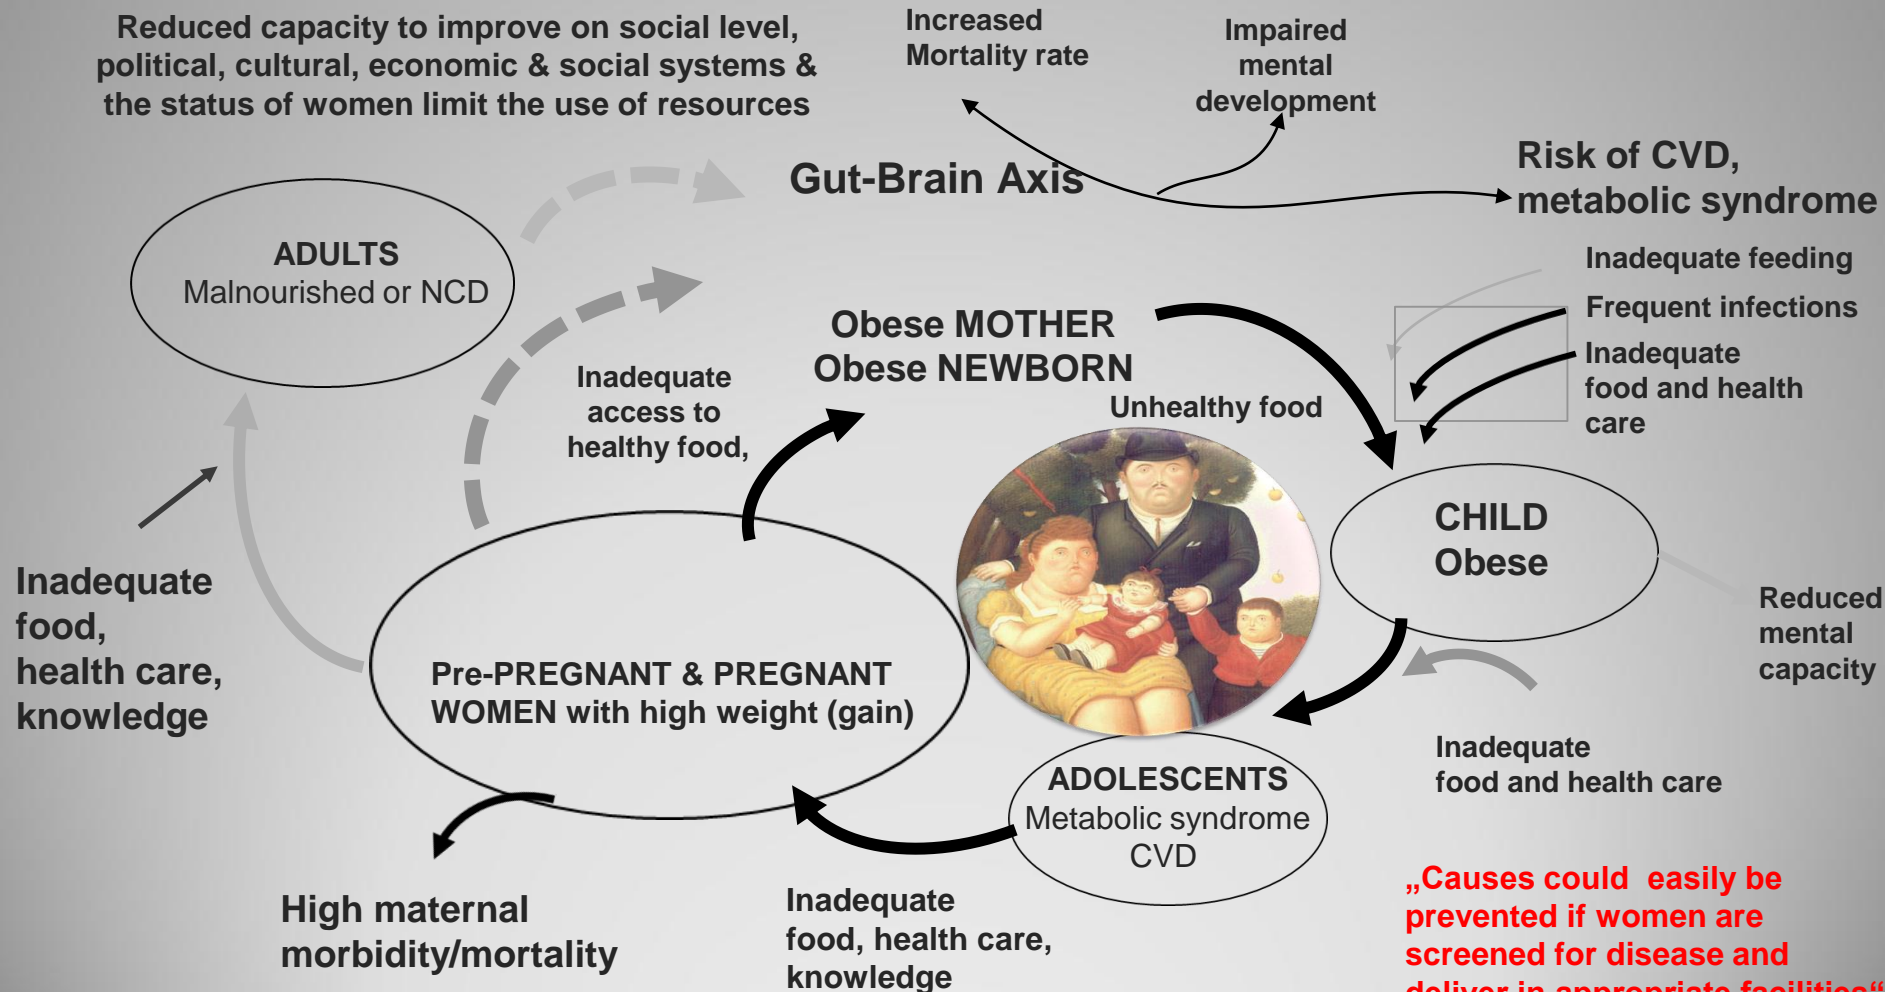 Reduced capacity to improve on social level,
political, cultural, economic & social systems &
the status of women limit the use of resources
Increased
Mortality rate
Impaired
mental
development
Gut-Brain Axis
Risk of CVD,
metabolic syndrome
ADULTS
Malnourished or NCD
Inadequate feeding
Frequent infections
Inadequate
food and health
care
Obese MOTHER
Obese NEWBORN
Inadequate
access to
healthy food,
Unhealthy food
CHILD
Obese
Inadequate
food,
health care,
knowledge
Reduced
mental
capacity
Pre-PREGNANT & PREGNANT
WOMEN with high weight (gain)
Inadequate
food and health care
ADOLESCENTS
Metabolic syndrome
CVD
High maternal
morbidity/mortality
Inadequate
food, health care,
knowledge
„Causes could  easily be
prevented if women are
screened for disease and
deliver in appropriate facilities“